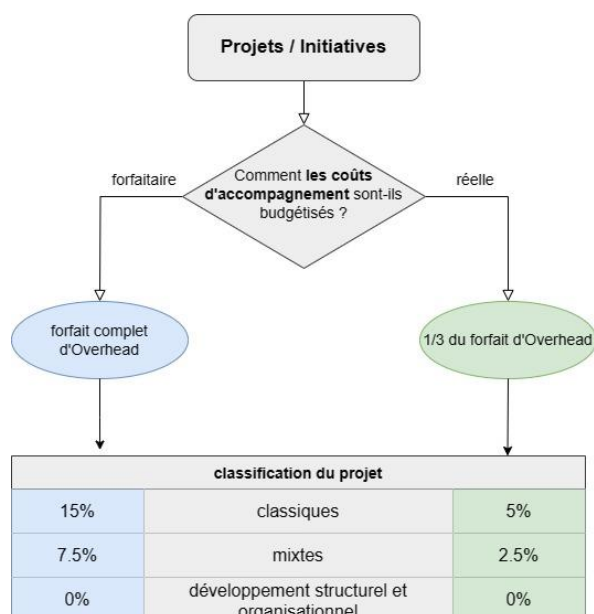 Projets / Initiatives
forfaitaire
Comment les coûts
d'accompagnement sont-ils
budgétisés ?
réelle
forfait complet
d'Overhead
1/3 du forfait d'Overhead
classification du projet
15% classiques 5%
7.5% mixtes 2.5%
0% développement structurel et 0%
organisationnel